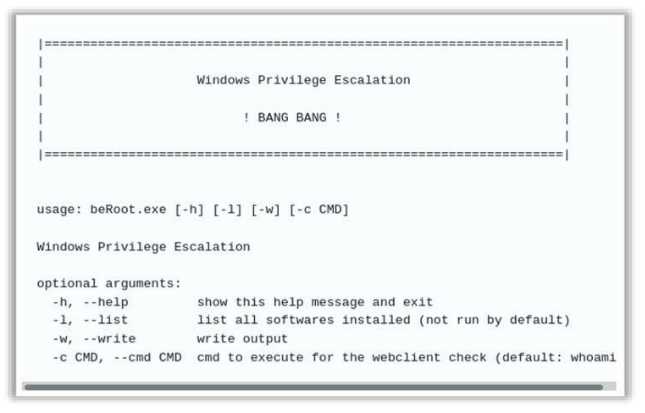 |====================================================================|
|                                                                    |
|                    Windows Privilege Escalation                    |
|                                                                    |
|                          ! BANG BANG !                             |
|                                                                    |
|====================================================================|
usage: beRoot.exe [-h] [-l] [-w] [-c CMD]
Windows Privilege Escalation
optional arguments:
  -h, --help         show this help message and exit
  -l, --list         list all softwares installed (not run by default)
  -w, --write        write output
  -c CMD, --cmd CMD  cmd to execute for the webclient check (default: whoami